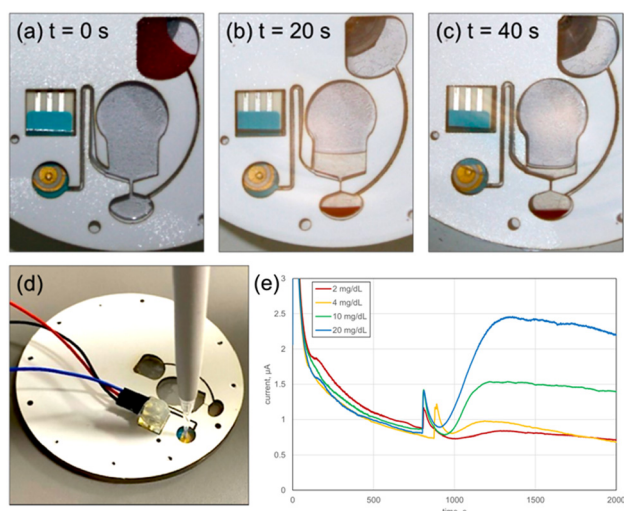 (a) t = 0 s
(b) t = 20 s
(c) t = 40 s
(d)
(e)
3
2.5
2
1.5
1
0.5
0
current, µA
2 mg/dL
4 mg/dL
10 mg/dL
20 mg/dL
0
500
1000
1500
2000